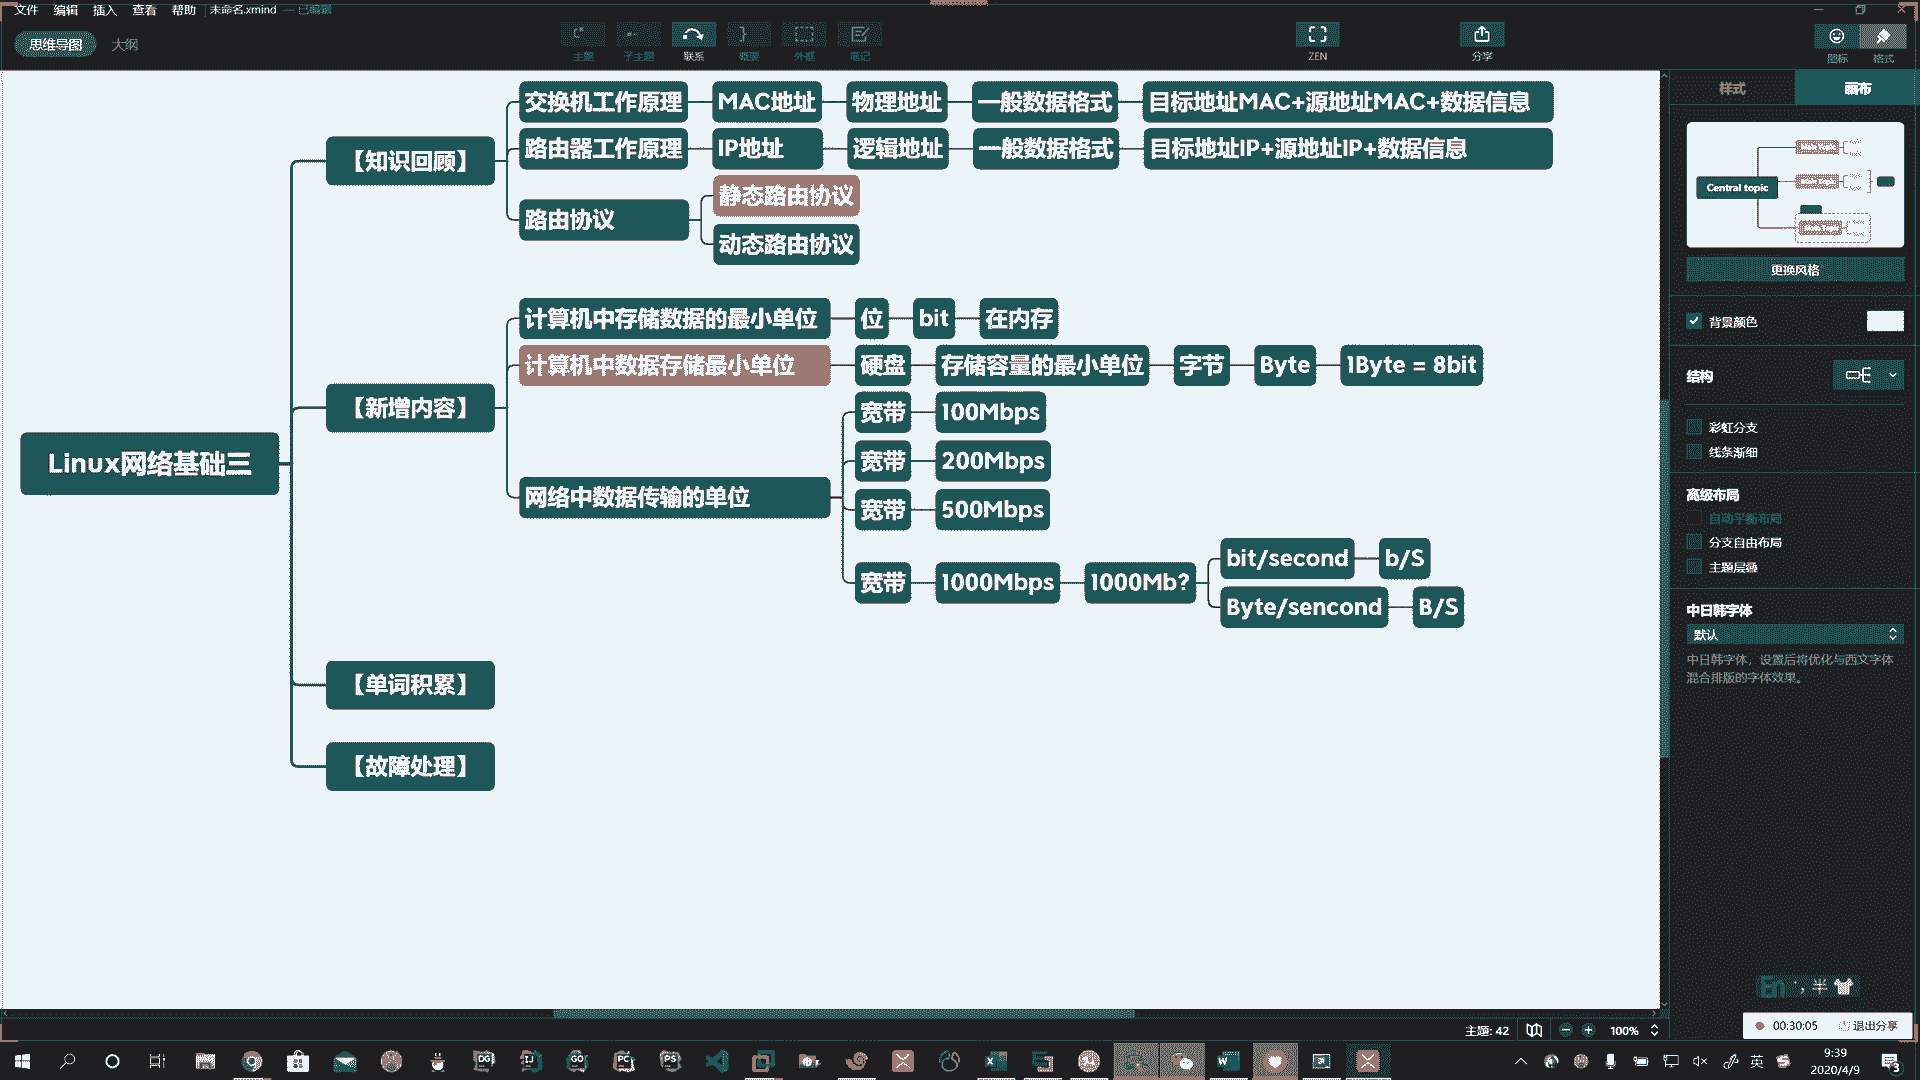 文件 编辑 插入 查看 帮助 未命名.xmind — 已编辑
思维导图 大纲
主题 子主题 联系 概要 外框 笔记 ZEN 分享 图标 格式
样式 画布
Central topic
更换风格
背景颜色
结构
彩虹分支
线条渐细
高级布局
自动平衡布局
分支自由布局
主题层叠
中日韩字体
默认
中日韩字体，设置后将优化与西文字体
混合排版的字体效果。
Linux网络基础三
【知识回顾】
交换机工作原理 MAC地址 物理地址 一般数据格式 目标地址MAC+源地址MAC+数据信息
路由器工作原理 IP地址 逻辑地址 一般数据格式 目标地址IP+源地址IP+数据信息
路由协议
静态路由协议
动态路由协议
【新增内容】
计算机中存储数据的最小单位 位 bit 在内存
计算机中数据存储最小单位 硬盘 存储容量的最小单位 字节 Byte 1Byte = 8bit
网络中数据传输的单位
宽带 100Mbps
宽带 200Mbps
宽带 500Mbps
宽带 1000Mbps 1000Mb?
bit/second b/S
Byte/sencond B/S
【单词积累】
【故障处理】
En ，半
主题: 42 100%
00:30:05 退出分享
DG IJ GO PC PS
英
9:39
2020/4/9
3